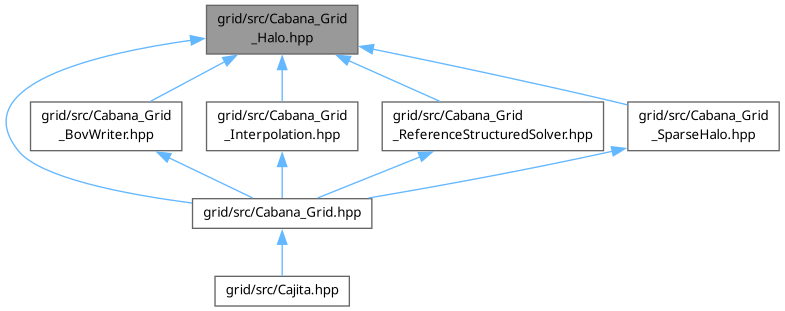 grid/src/Cabana_Grid
_Halo.hpp
grid/src/Cabana_Grid
_BovWriter.hpp
grid/src/Cabana_Grid
_Interpolation.hpp
grid/src/Cabana_Grid
_ReferenceStructuredSolver.hpp
grid/src/Cabana_Grid
_SparseHalo.hpp
grid/src/Cabana_Grid.hpp
grid/src/Cajita.hpp